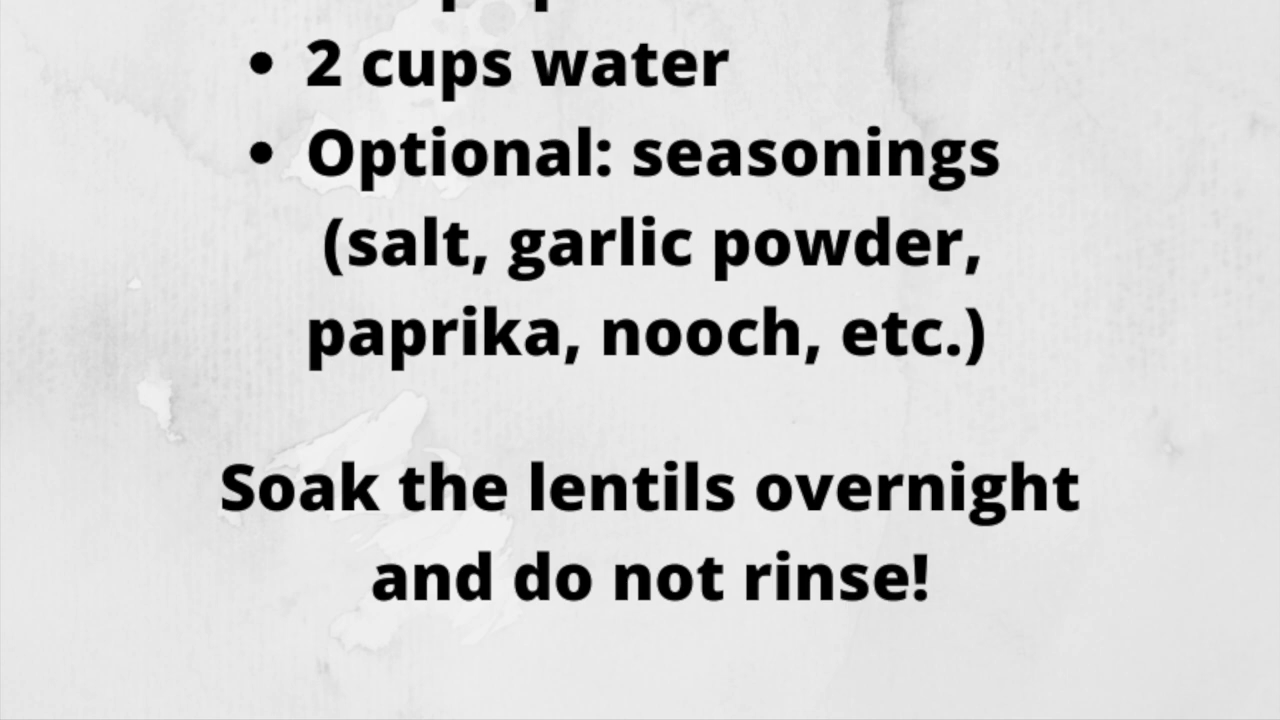 • 2 cups water
• Optional: seasonings
(salt, garlic powder,
paprika, nooch, etc.)
Soak the lentils overnight
and do not rinse!